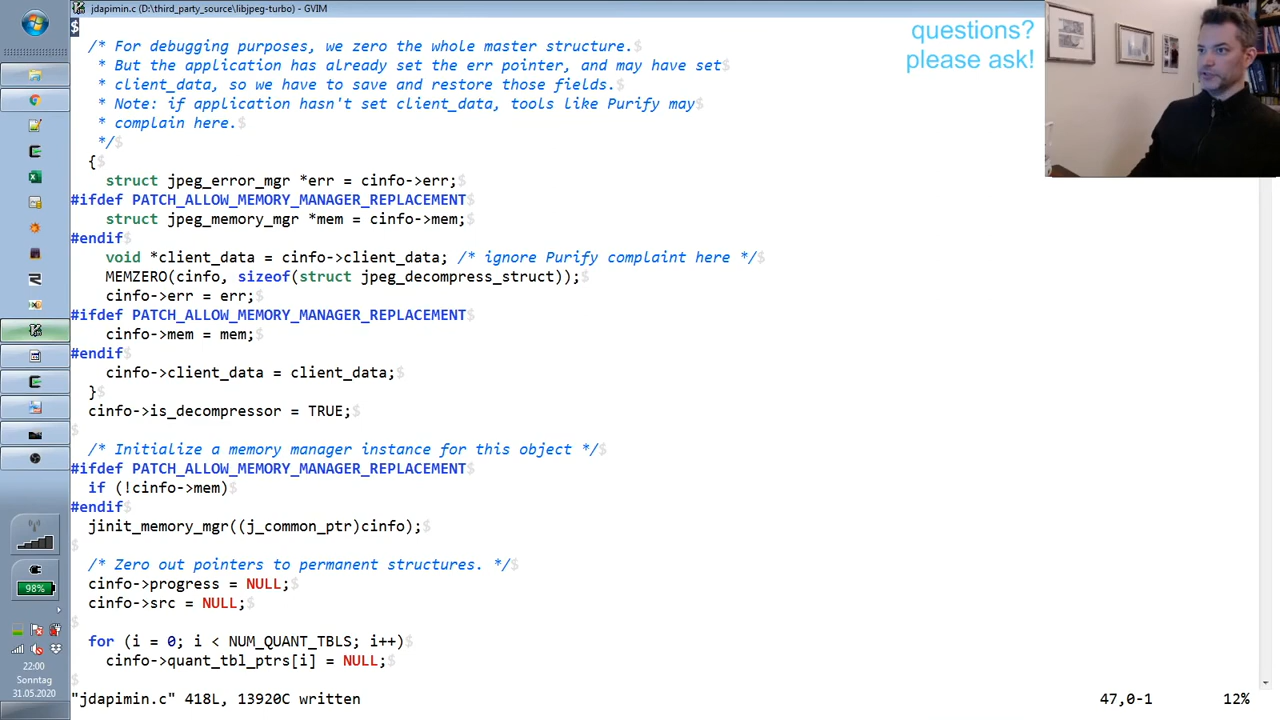 jdapimin.c (D:\third_party_source\libjpeg-turbo) - GVIM
questions?
please ask!
$
/* For debugging purposes, we zero the whole master structure.$
* But the application has already set the err pointer, and may have set$
* client_data, so we have to save and restore those fields.$
* Note: if application hasn't set client_data, tools like Purify may$
* complain here.$
*/$
{$
struct jpeg_error_mgr *err = cinfo->err;$
#ifdef PATCH_ALLOW_MEMORY_MANAGER_REPLACEMENT$
struct jpeg_memory_mgr *mem = cinfo->mem;$
#endif$
void *client_data = cinfo->client_data; /* ignore Purify complaint here */$
MEMZERO(cinfo, sizeof(struct jpeg_decompress_struct));$
cinfo->err = err;$
#ifdef PATCH_ALLOW_MEMORY_MANAGER_REPLACEMENT$
cinfo->mem = mem;$
#endif$
cinfo->client_data = client_data;$
}$
cinfo->is_decompressor = TRUE;$
$
/* Initialize a memory manager instance for this object */$
#ifdef PATCH_ALLOW_MEMORY_MANAGER_REPLACEMENT$
if (!cinfo->mem)$
#endif$
jinit_memory_mgr((j_common_ptr)cinfo);$
$
/* Zero out pointers to permanent structures. */$
cinfo->progress = NULL;$
cinfo->src = NULL;$
$
for (i = 0; i < NUM_QUANT_TBLS; i++)$
cinfo->quant_tbl_ptrs[i] = NULL;$
$
"jdapimin.c" 418L, 13920C written
47,0-1
12%
98%
22:00
Sonntag
31.05.2020